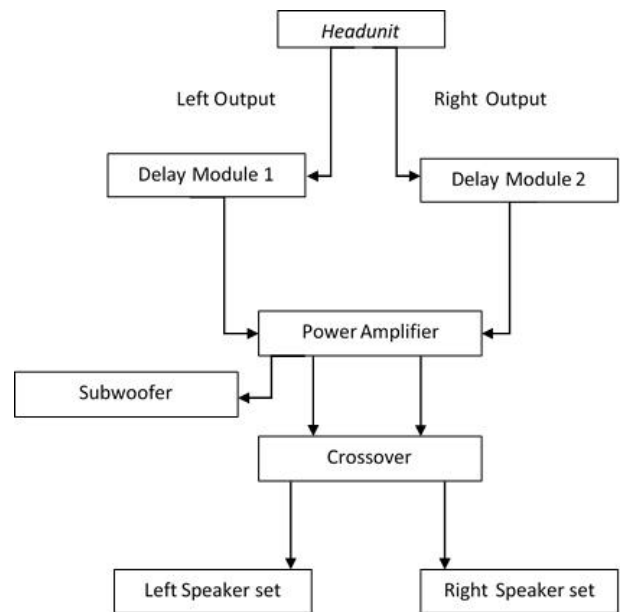 Headunit
Left Output
Right Output
Delay Module 1
Delay Module 2
Power Amplifier
Subwoofer
Crossover
Left Speaker set
Right Speaker set